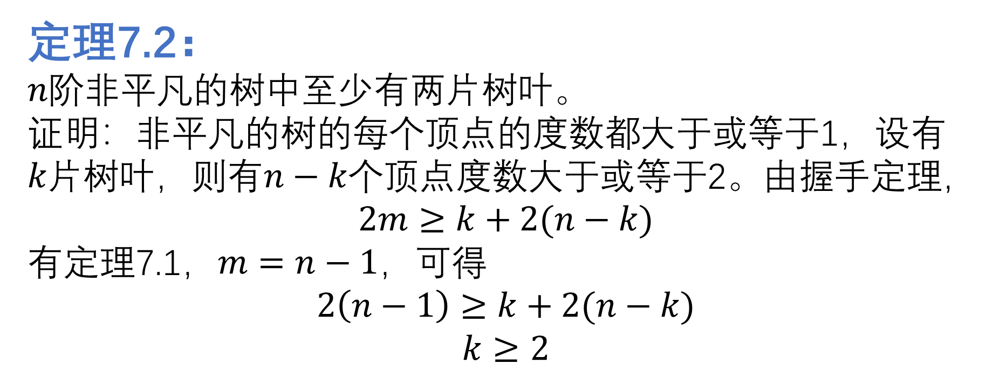 定理7.2：
n阶非平凡的树中至少有两片树叶。
证明：非平凡的树的每个顶点的度数都大于或等于1，设有
k片树叶，则有n − k个顶点度数大于或等于2。由握手定理，
2m ≥ k + 2(n − k)
有定理7.1，m = n − 1，可得
2(n − 1) ≥ k + 2(n − k)
k ≥ 2